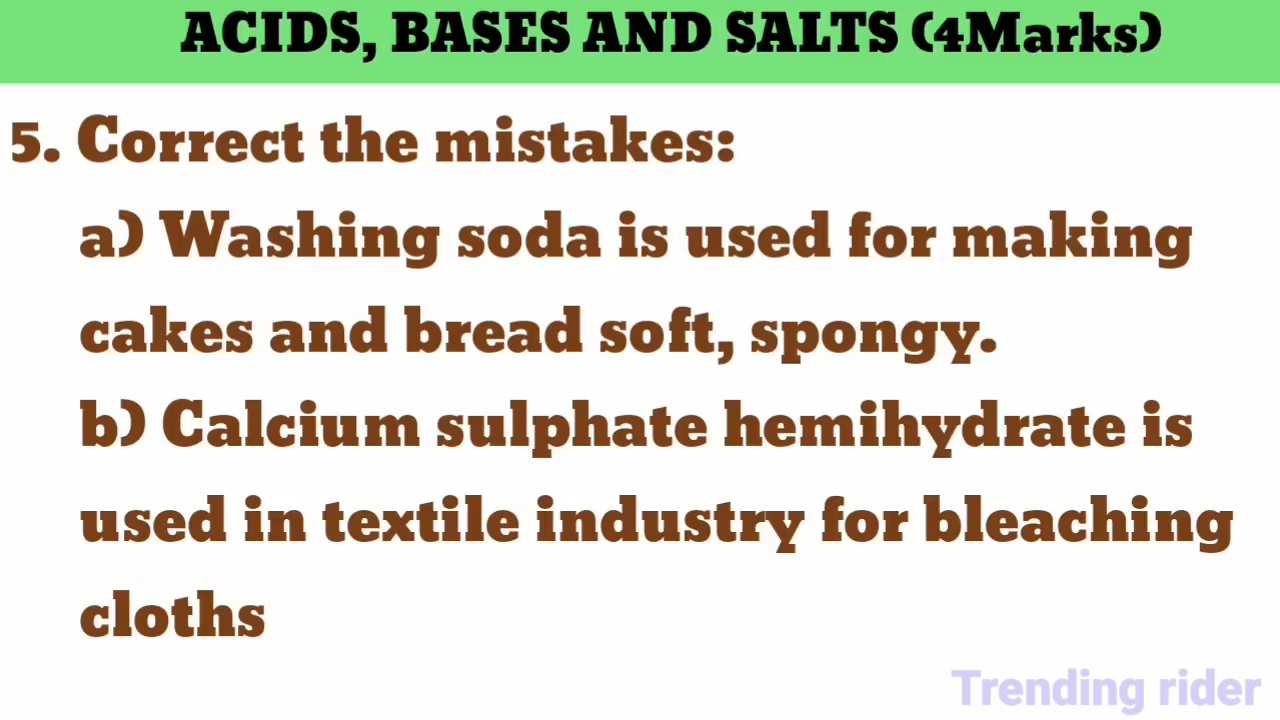 ACIDS, BASES AND SALTS (4Marks)
5. Correct the mistakes:
a) Washing soda is used for making
cakes and bread soft, spongy.
b) Calcium sulphate hemihydrate is
used in textile industry for bleaching
cloths
Trending rider